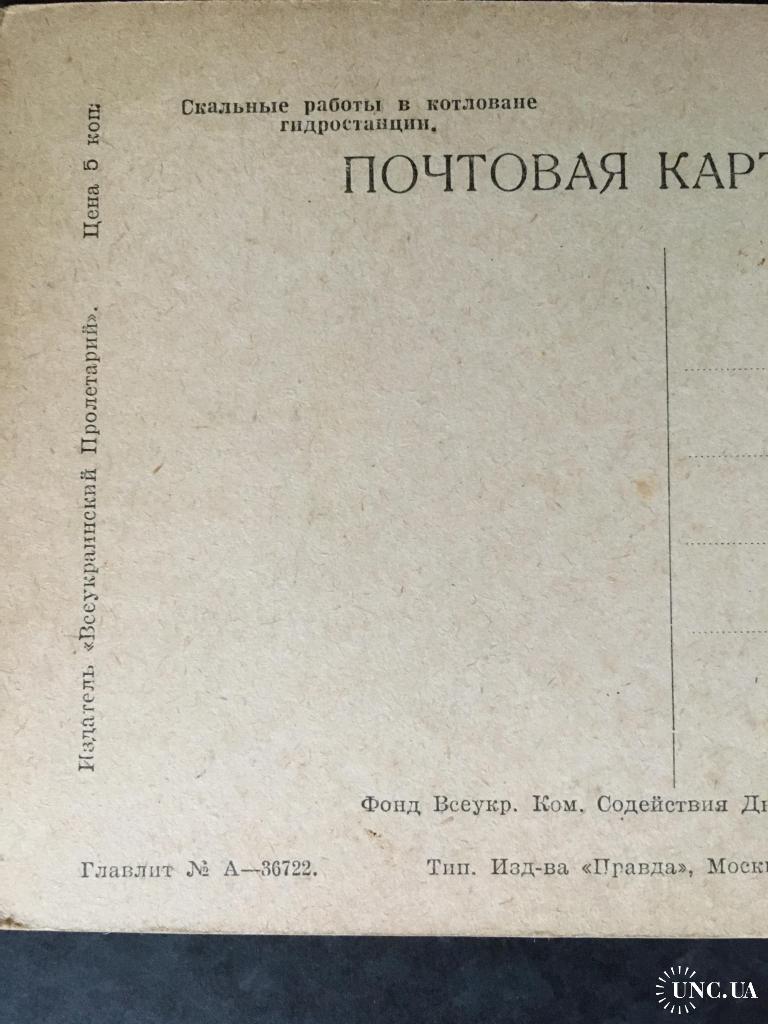 Скальные работы в котловане
гидростанции.
ПОЧТОВАЯ КАРТ
Издатель «Всеукраинский Пролетарий». Цена 5 коп.
Фонд Всеукр. Ком. Содействия Дн
Главлит № А—36722.
Тип. Изд-ва «Правда», Москв
UNC.UA